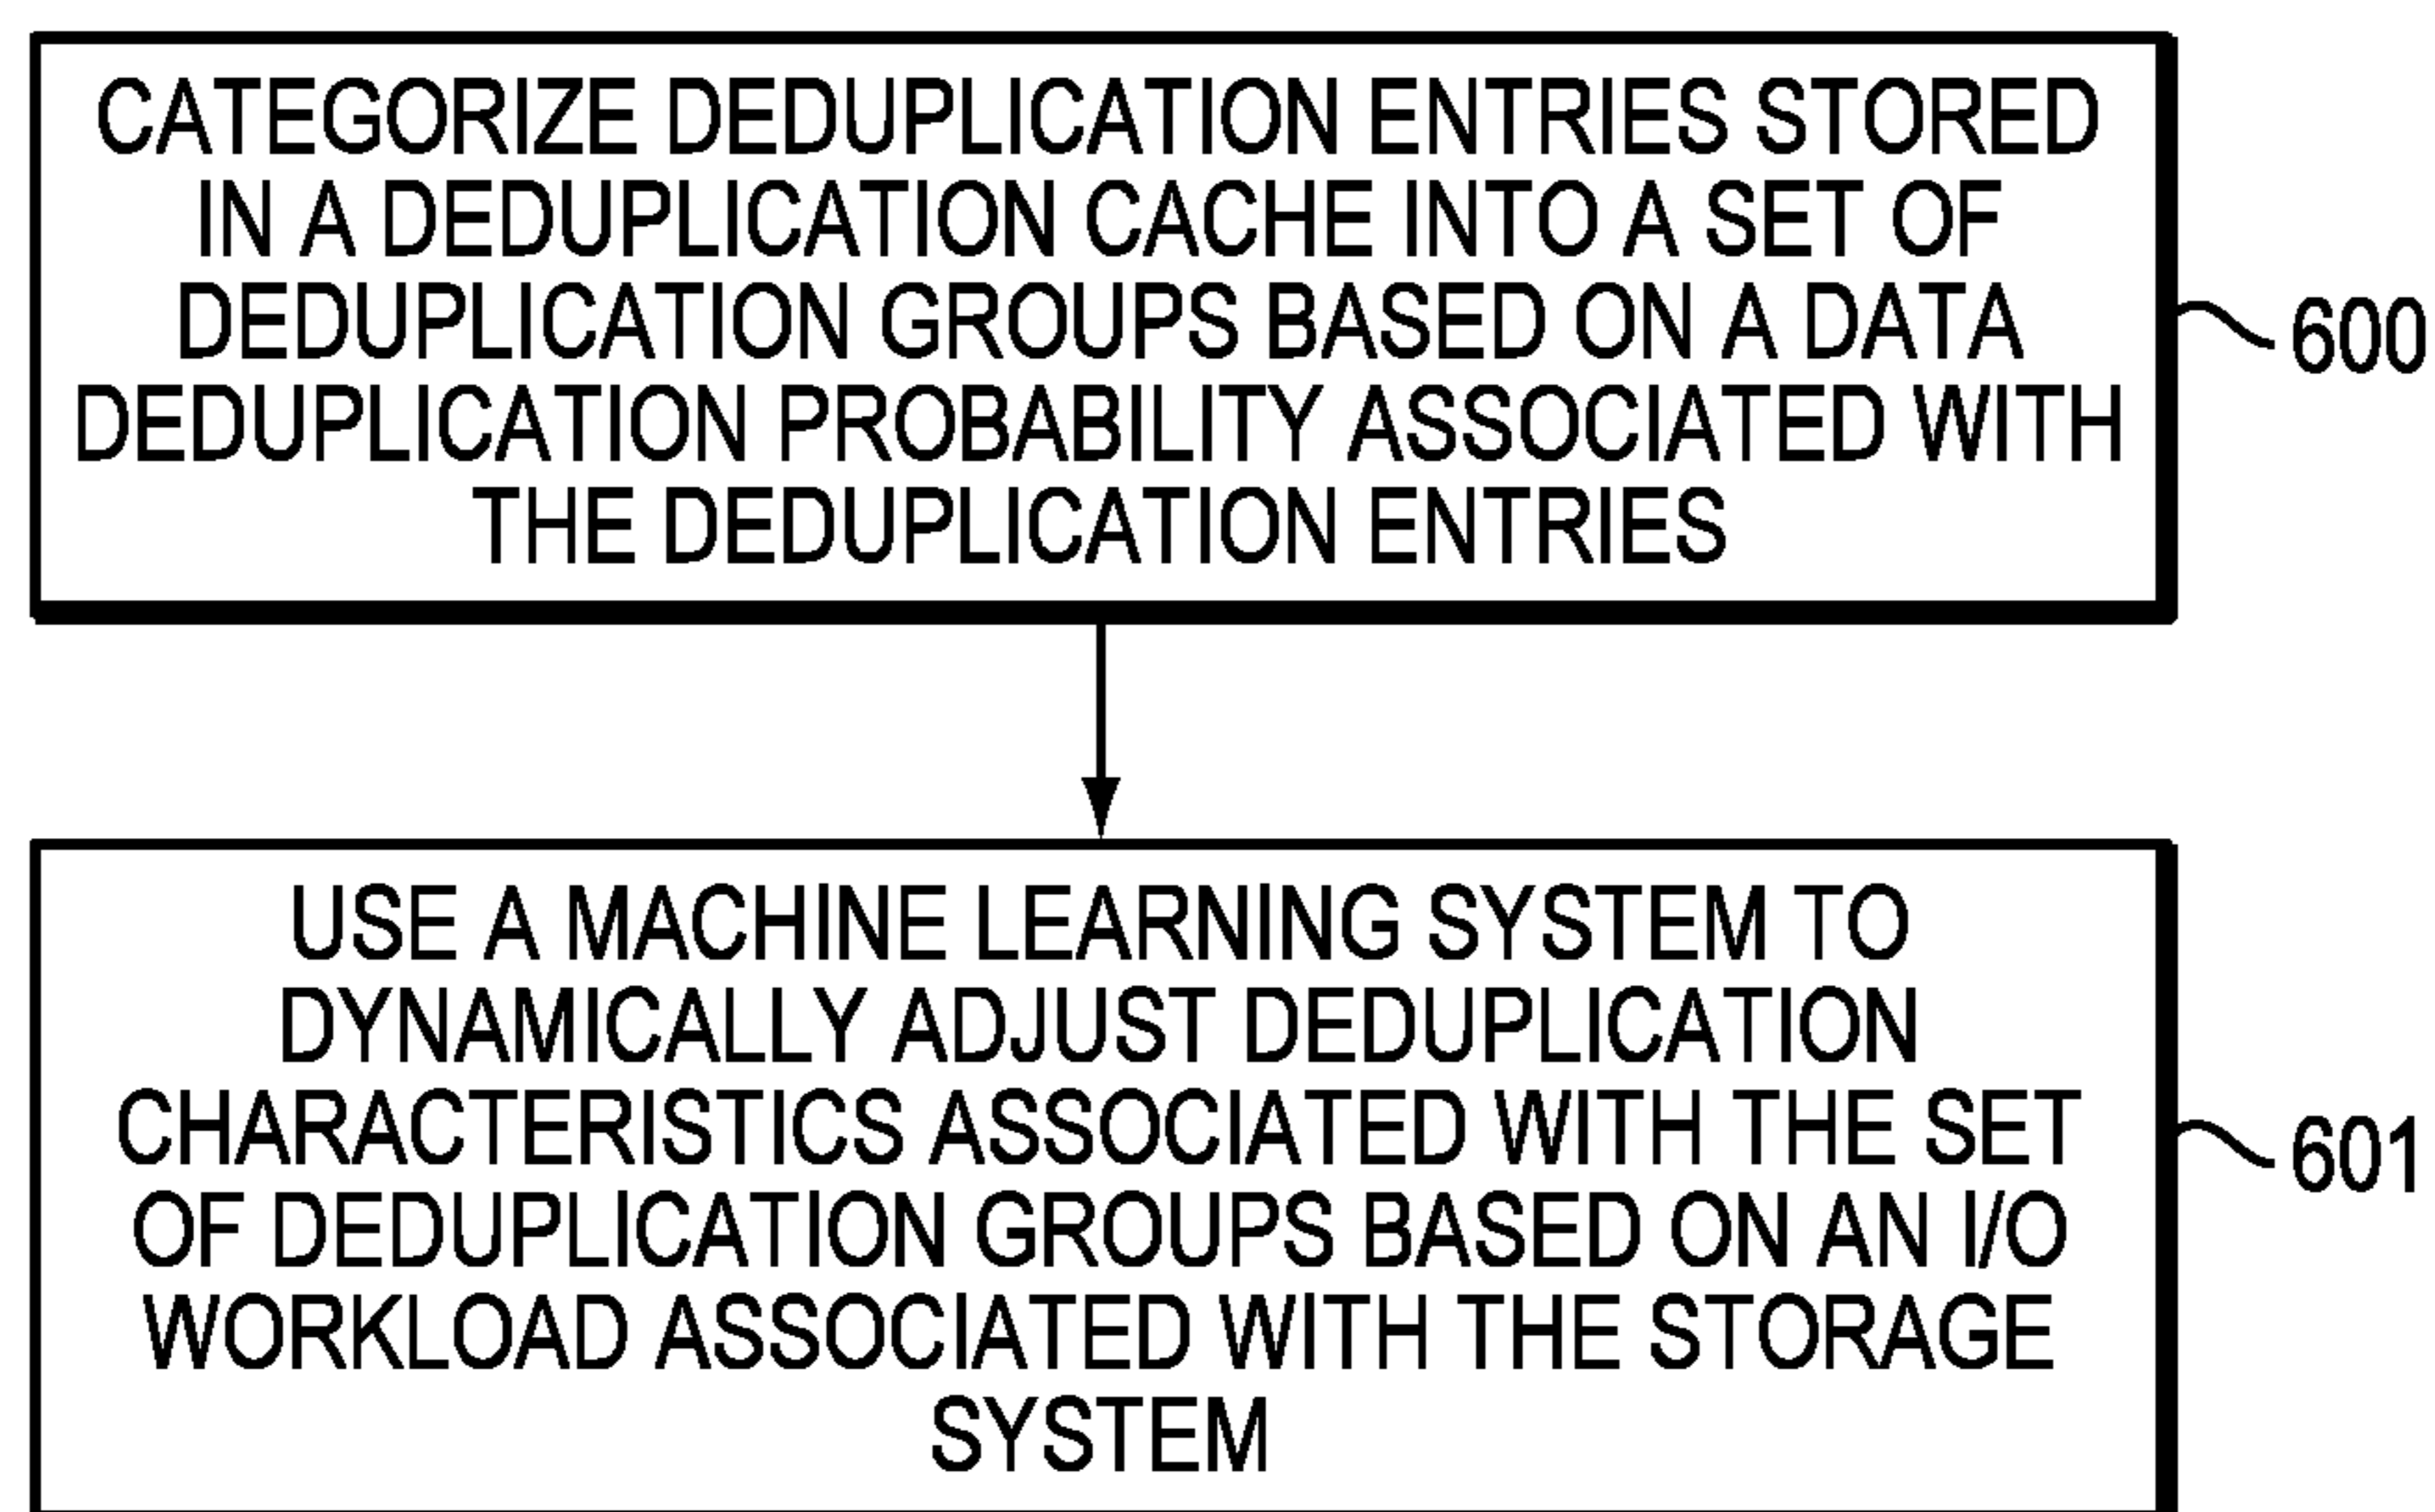 CATEGORIZE DEDUPLICATION ENTRIES STORED
IN A DEDUPLICATION CACHE INTO A SET OF
DEDUPLICATION GROUPS BASED ON A DATA
DEDUPLICATION PROBABILITY ASSOCIATED WITH
THE DEDUPLICATION ENTRIES
600
USE A MACHINE LEARNING SYSTEM TO
DYNAMICALLY ADJUST DEDUPLICATION
CHARACTERISTICS ASSOCIATED WITH THE SET
OF DEDUPLICATION GROUPS BASED ON AN I/O
WORKLOAD ASSOCIATED WITH THE STORAGE
SYSTEM
601